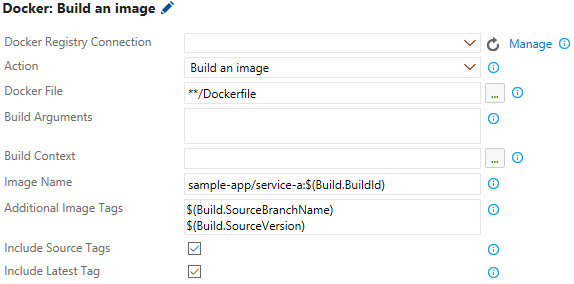 Docker: Build an image
Docker Registry Connection Manage
Action Build an image
Docker File **/Dockerfile ...
Build Arguments
Build Context ...
Image Name sample-app/service-a:$(Build.BuildId)
Additional Image Tags $(Build.SourceBranchName)
$(Build.SourceVersion)
Include Source Tags
Include Latest Tag